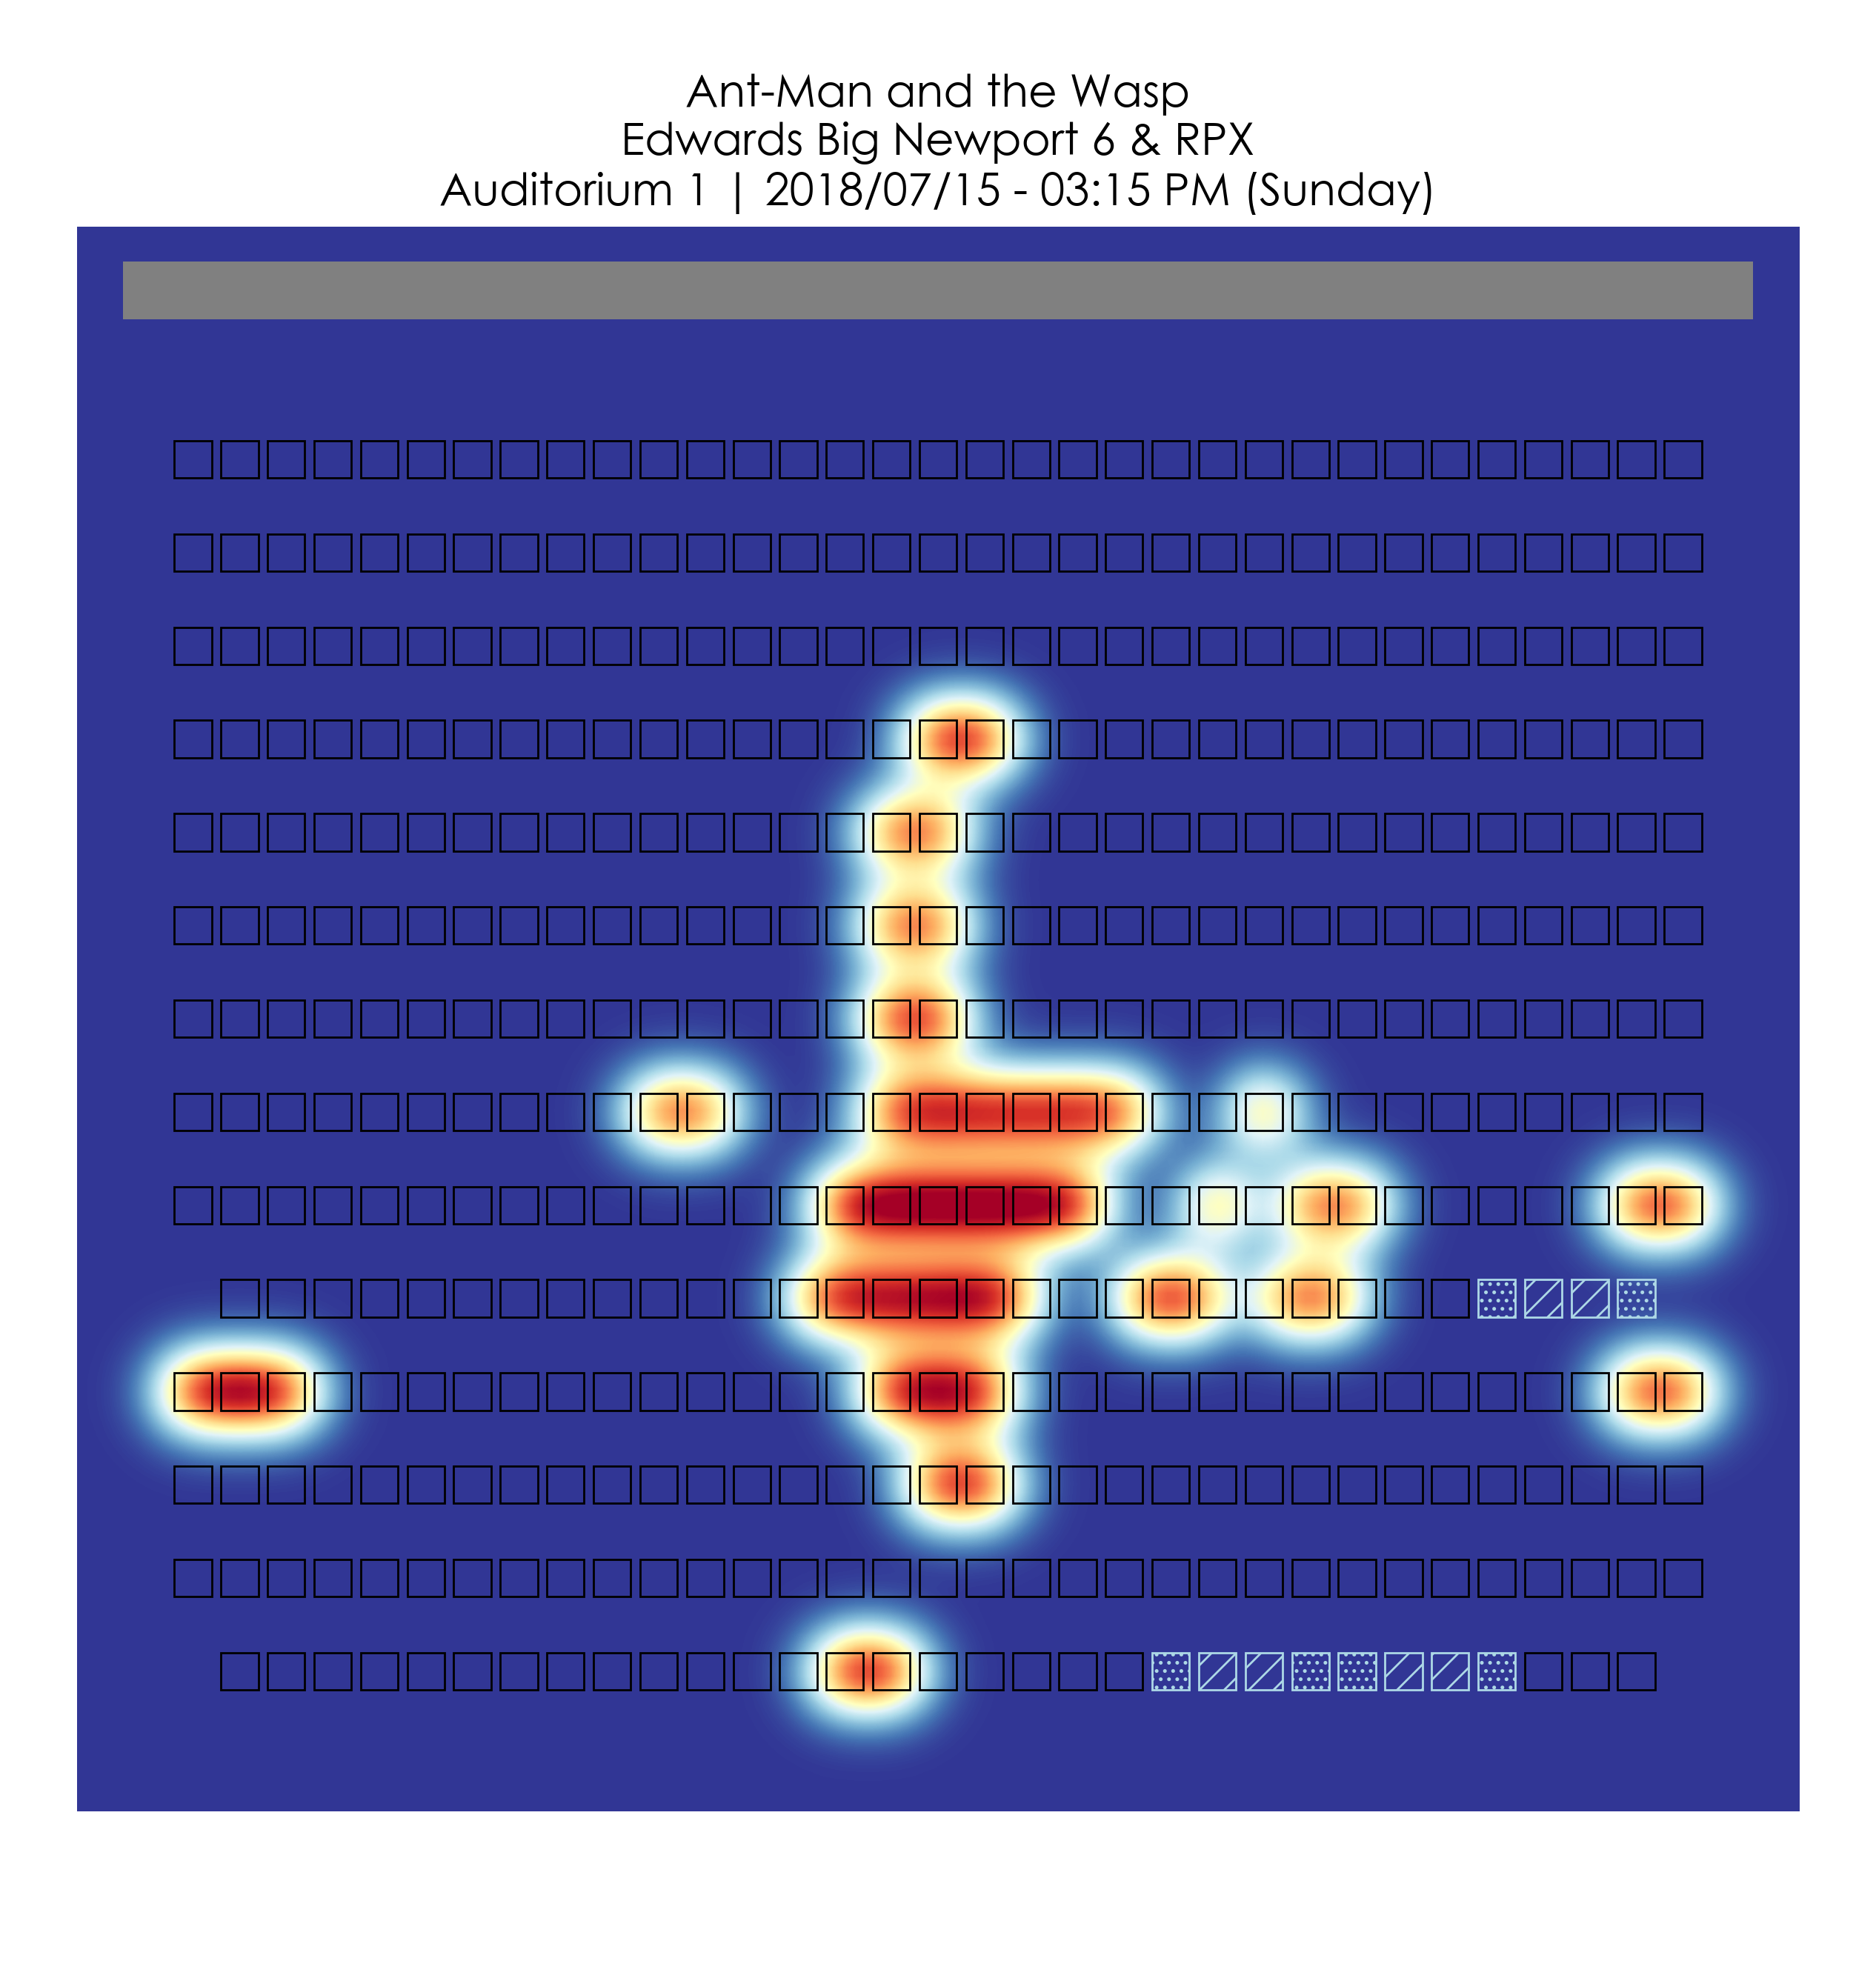 Ant-Man and the Wasp
Edwards Big Newport 6 & RPX
Auditorium 1 | 2018/07/15 - 03:15 PM (Sunday)